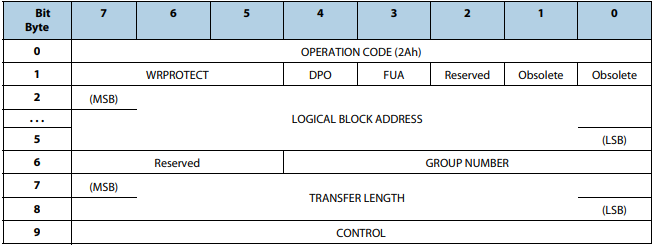 Bit Byte 7 6 5 4 3 2 1 0
0 OPERATION CODE (2Ah)
1 WRPROTECT DPO FUA Reserved Obsolete Obsolete
2 (MSB)
... LOGICAL BLOCK ADDRESS
5 (LSB)
6 Reserved GROUP NUMBER
7 (MSB)
TRANSFER LENGTH
8 (LSB)
9 CONTROL